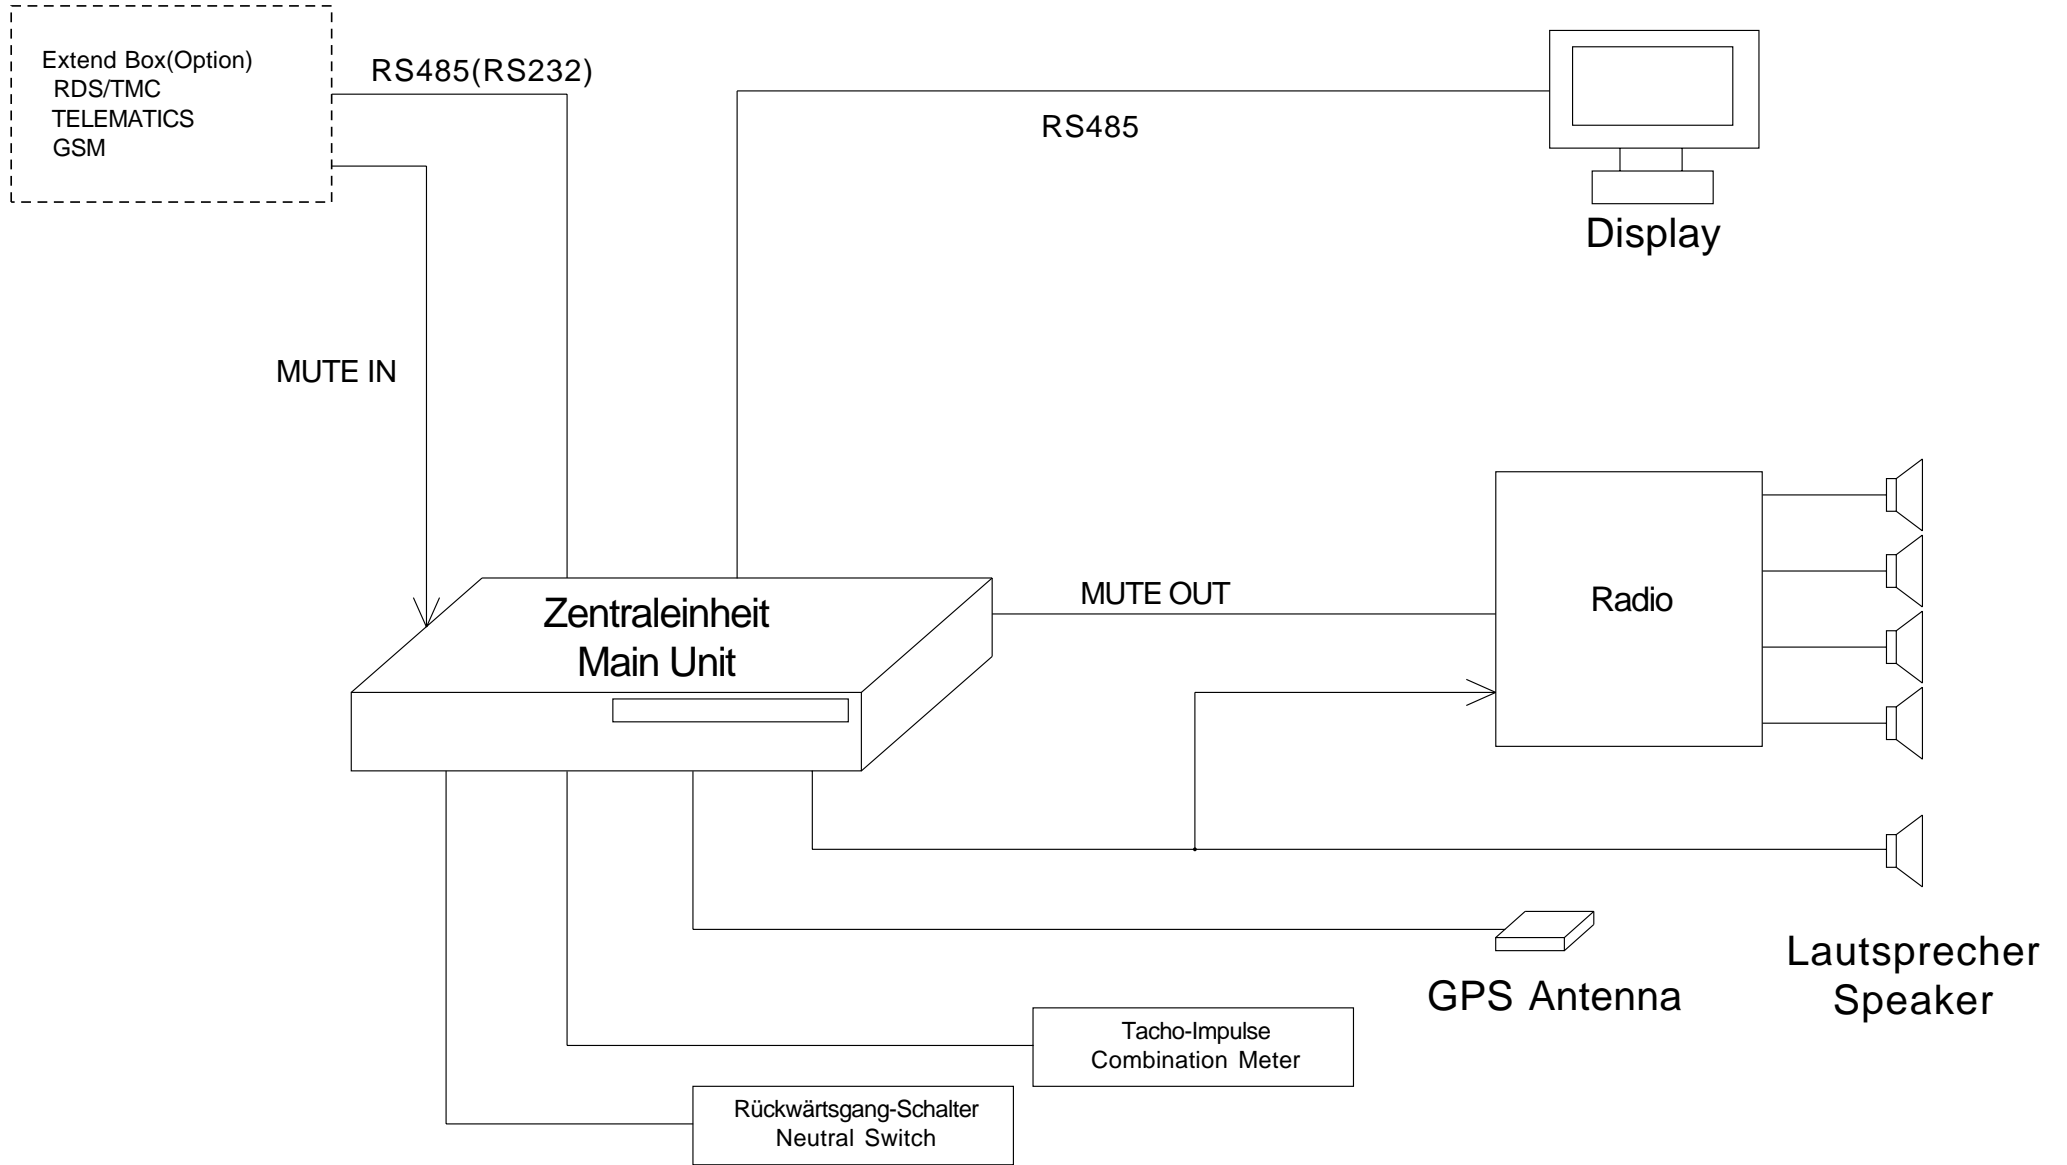 Extend Box(Option)
RDS/TMC
TELEMATICS
GSM
RS485(RS232)
RS485
Display
MUTE IN
Zentraleinheit
Main Unit
MUTE OUT
Radio
Lautsprecher
Speaker
GPS Antenna
Tacho-Impulse
Combination Meter
Rückwärtsgang-Schalter
Neutral Switch